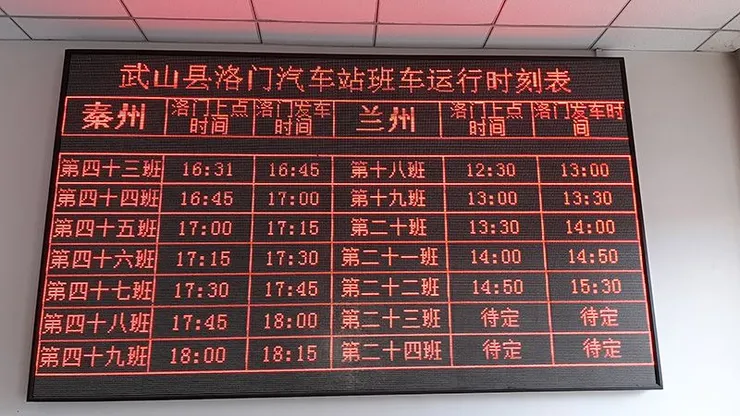 武山县洛门汽车站班车运行时刻表
秦州 洛门上点时间 洛门发车时间 兰州 洛门上点时间 洛门发车时间
第四十三班 16:31 16:45 第十八班 12:30 13:00
第四十四班 16:45 17:00 第十九班 13:00 13:30
第四十五班 17:00 17:15 第二十班 13:30 14:00
第四十六班 17:15 17:30 第二十一班 14:00 14:50
第四十七班 17:30 17:45 第二十二班 14:50 15:30
第四十八班 17:45 18:00 第二十三班 待定 待定
第四十九班 18:00 18:15 第二十四班 待定 待定